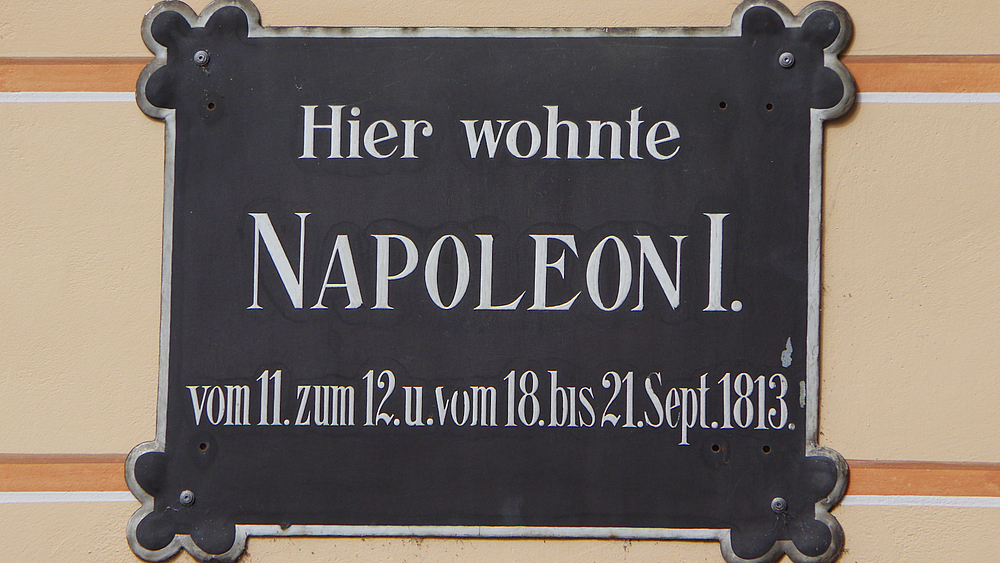 Hier wohnte
NAPOLEON I.
vom 11. zum 12. u. vom 18. bis 21. Sept. 1813.